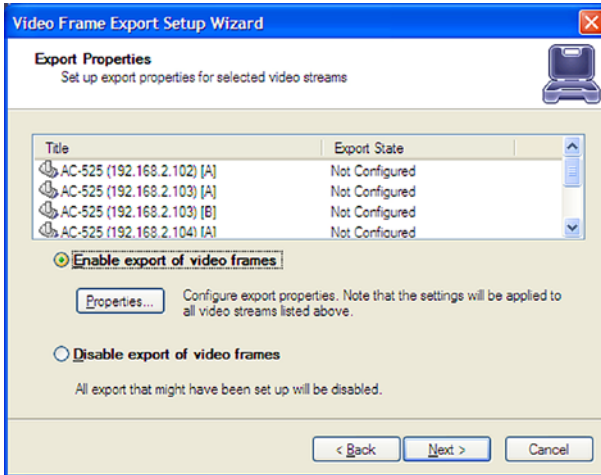 Video Frame Export Setup Wizard
Export Properties
Set up export properties for selected video streams
Title Export State
AC-525 (192.168.2.102) [A] Not Configured
AC-525 (192.168.2.103) [A] Not Configured
AC-525 (192.168.2.103) [B] Not Configured
AC-525 (192.168.2.104) [A] Not Configured
Enable export of video frames
Properties... Configure export properties. Note that the settings will be applied to
all video streams listed above.
Disable export of video frames
All export that might have been set up will be disabled.
< Back Next > Cancel